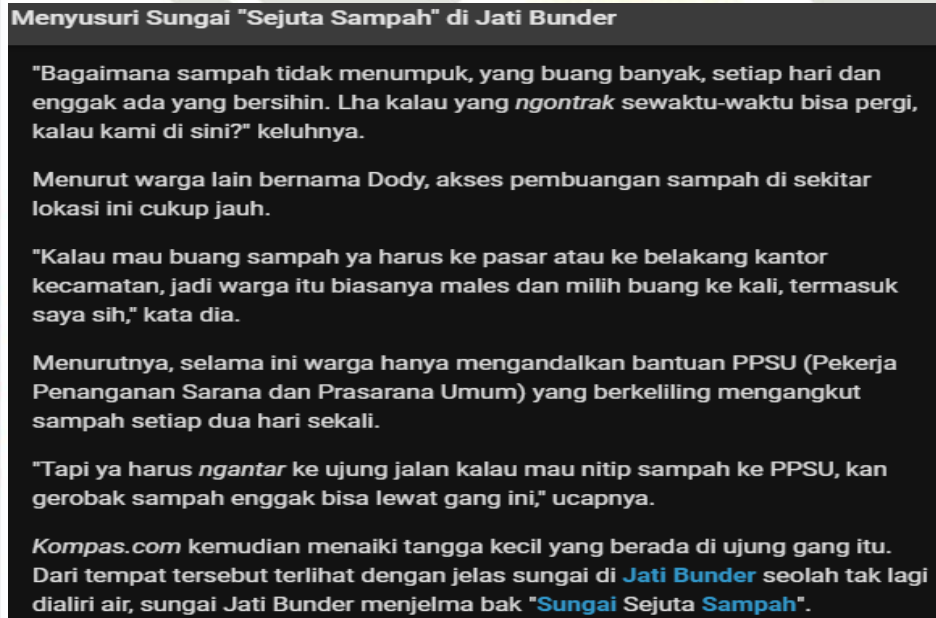 Menyusuri Sungai "Sejuta Sampah" di Jati Bunder
"Bagaimana sampah tidak menumpuk, yang buang banyak, setiap hari dan
enggak ada yang bersihin. Lha kalau yang ngontrak sewaktu-waktu bisa pergi,
kalau kami di sini?" keluhnya.
Menurut warga lain bernama Dody, akses pembuangan sampah di sekitar
lokasi ini cukup jauh.
"Kalau mau buang sampah ya harus ke pasar atau ke belakang kantor
kecamatan, jadi warga itu biasanya males dan milih buang ke kali, termasuk
saya sih," kata dia.
Menurutnya, selama ini warga hanya mengandalkan bantuan PPSU (Pekerja
Penanganan Sarana dan Prasarana Umum) yang berkeliling mengangkut
sampah setiap dua hari sekali.
"Tapi ya harus ngantar ke ujung jalan kalau mau nitip sampah ke PPSU, kan
gerobak sampah enggak bisa lewat gang ini," ucapnya.
Kompas.com kemudian menaiki tangga kecil yang berada di ujung gang itu.
Dari tempat tersebut terlihat dengan jelas sungai di Jati Bunder seolah tak lagi
dialiri air, sungai Jati Bunder menjelma bak "Sungai Sejuta Sampah".